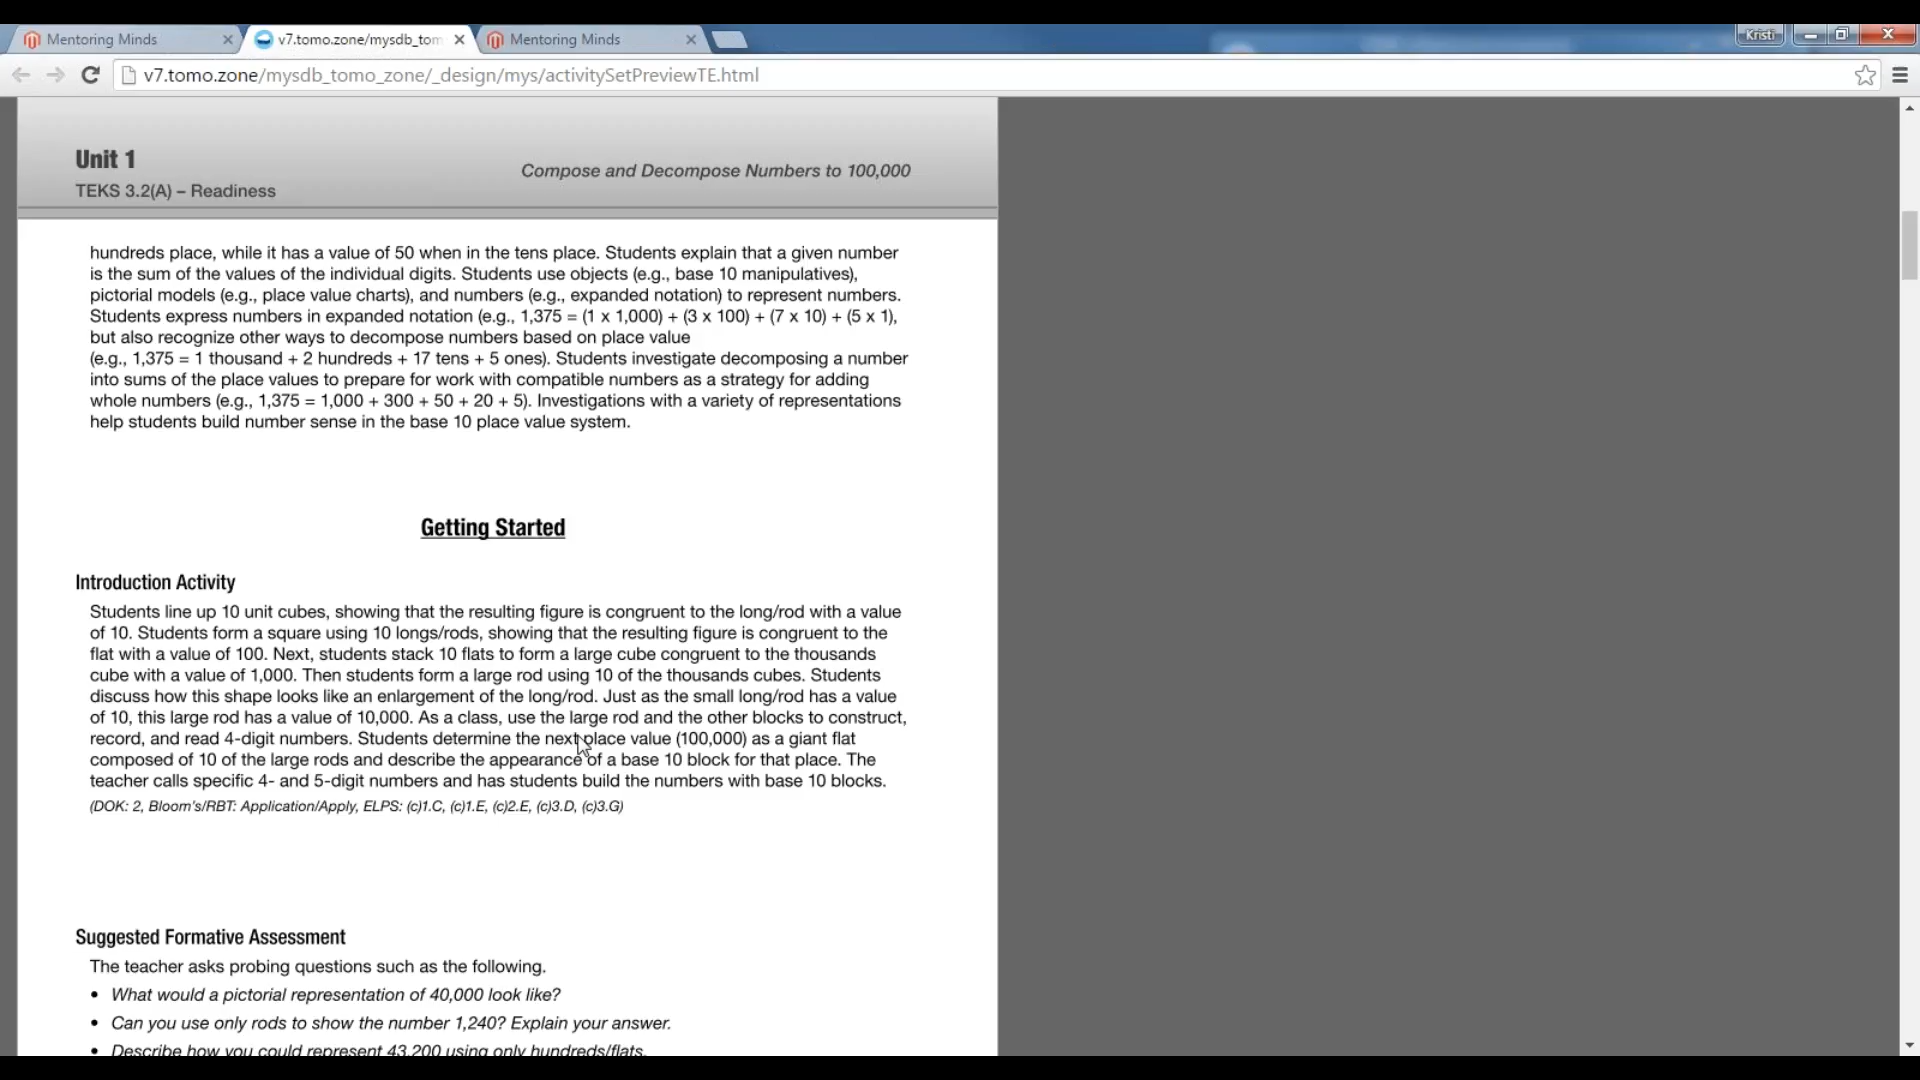 Mentoring Minds
v7.tomo.zone/mysdb_tom
Mentoring Minds
Kristi
v7.tomo.zone/mysdb_tomo_zone/_design/mys/activitySetPreviewTE.html
Unit 1
Compose and Decompose Numbers to 100,000
TEKS 3.2(A) – Readiness
hundreds place, while it has a value of 50 when in the tens place. Students explain that a given number
is the sum of the values of the individual digits. Students use objects (e.g., base 10 manipulatives),
pictorial models (e.g., place value charts), and numbers (e.g., expanded notation) to represent numbers.
Students express numbers in expanded notation (e.g., 1,375 = (1 x 1,000) + (3 x 100) + (7 x 10) + (5 x 1),
but also recognize other ways to decompose numbers based on place value
(e.g., 1,375 = 1 thousand + 2 hundreds + 17 tens + 5 ones). Students investigate decomposing a number
into sums of the place values to prepare for work with compatible numbers as a strategy for adding
whole numbers (e.g., 1,375 = 1,000 + 300 + 50 + 20 + 5). Investigations with a variety of representations
help students build number sense in the base 10 place value system.
Getting Started
Introduction Activity
Students line up 10 unit cubes, showing that the resulting figure is congruent to the long/rod with a value
of 10. Students form a square using 10 longs/rods, showing that the resulting figure is congruent to the
flat with a value of 100. Next, students stack 10 flats to form a large cube congruent to the thousands
cube with a value of 1,000. Then students form a large rod using 10 of the thousands cubes. Students
discuss how this shape looks like an enlargement of the long/rod. Just as the small long/rod has a value
of 10, this large rod has a value of 10,000. As a class, use the large rod and the other blocks to construct,
record, and read 4-digit numbers. Students determine the next place value (100,000) as a giant flat
composed of 10 of the large rods and describe the appearance of a base 10 block for that place. The
teacher calls specific 4- and 5-digit numbers and has students build the numbers with base 10 blocks.
(DOK: 2, Bloom's/RBT: Application/Apply, ELPS: (c)1.C, (c)1.E, (c)2.E, (c)3.D, (c)3.G)
Suggested Formative Assessment
The teacher asks probing questions such as the following.
• What would a pictorial representation of 40,000 look like?
• Can you use only rods to show the number 1,240? Explain your answer.
• Describe how you could represent 43,200 using only hundreds/flats.